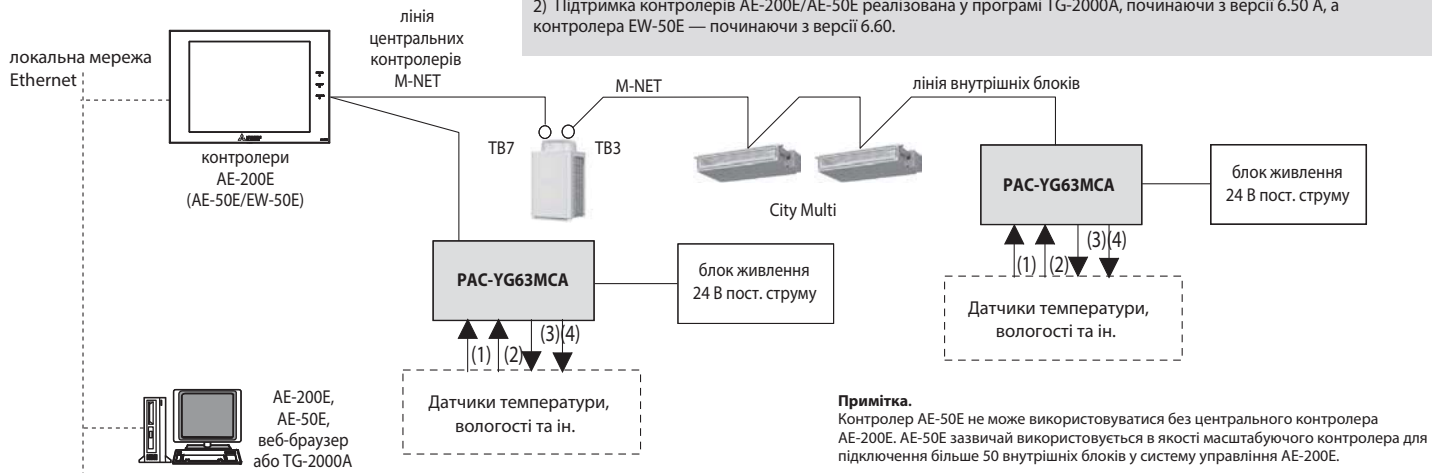 2) Підтримка контролерів AE-200E/AE-50E реалізована у програмі TG-2000A, починаючи з версії 6.50 A, а
контролера EW-50E — починаючи з версії 6.60.
локальна мережа
Ethernet
лінія
центральних
контролерів
M-NET
M-NET
лінія внутрішніх блоків
контролери
AE-200E
(AE-50E/EW-50E)
TB7
TB3
City Multi
PAC-YG63MCA
блок живлення
24 В пост. струму
(1)
(2)
(3)
(4)
Датчики температури,
вологості та ін.
PAC-YG63MCA
блок живлення
24 В пост. струму
(1)
(2)
(3)
(4)
Датчики температури,
вологості та ін.
AE-200E,
AE-50E,
веб-браузер
або TG-2000A
Примітка.
Контролер AE-50E не може використовуватися без центрального контролера
AE-200E. AE-50E зазвичай використовується в якості масштабуючого контролера для
підключення більше 50 внутрішніх блоків у систему управління AE-200E.